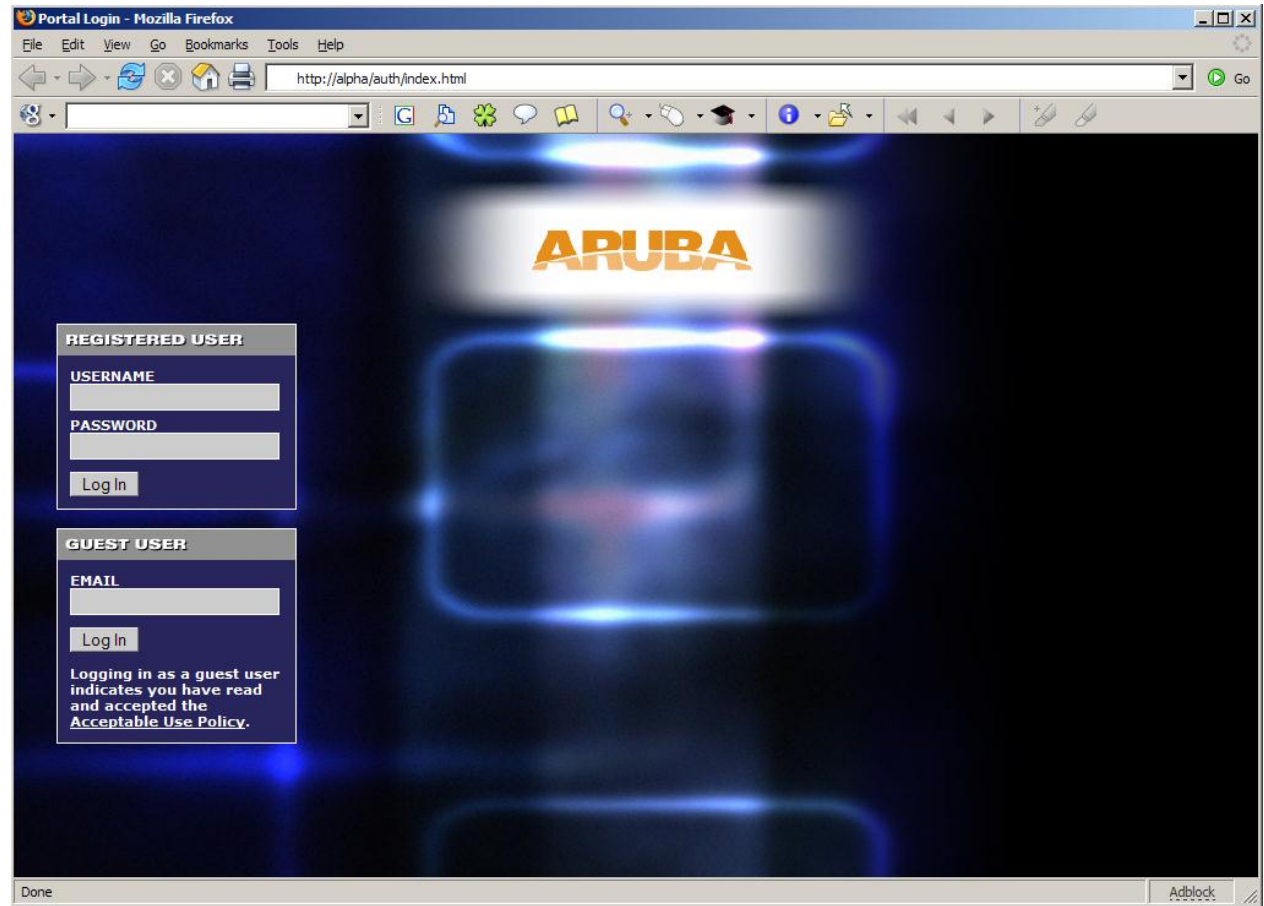 Portal Login - Mozilla Firefox
File Edit View Go Bookmarks Tools Help
http://alpha/auth/index.html Go
G
ARUBA
REGISTERED USER
USERNAME
PASSWORD
Log In
GUEST USER
EMAIL
Log In
Logging in as a guest user
indicates you have read
and accepted the
Acceptable Use Policy.
Done Adblock